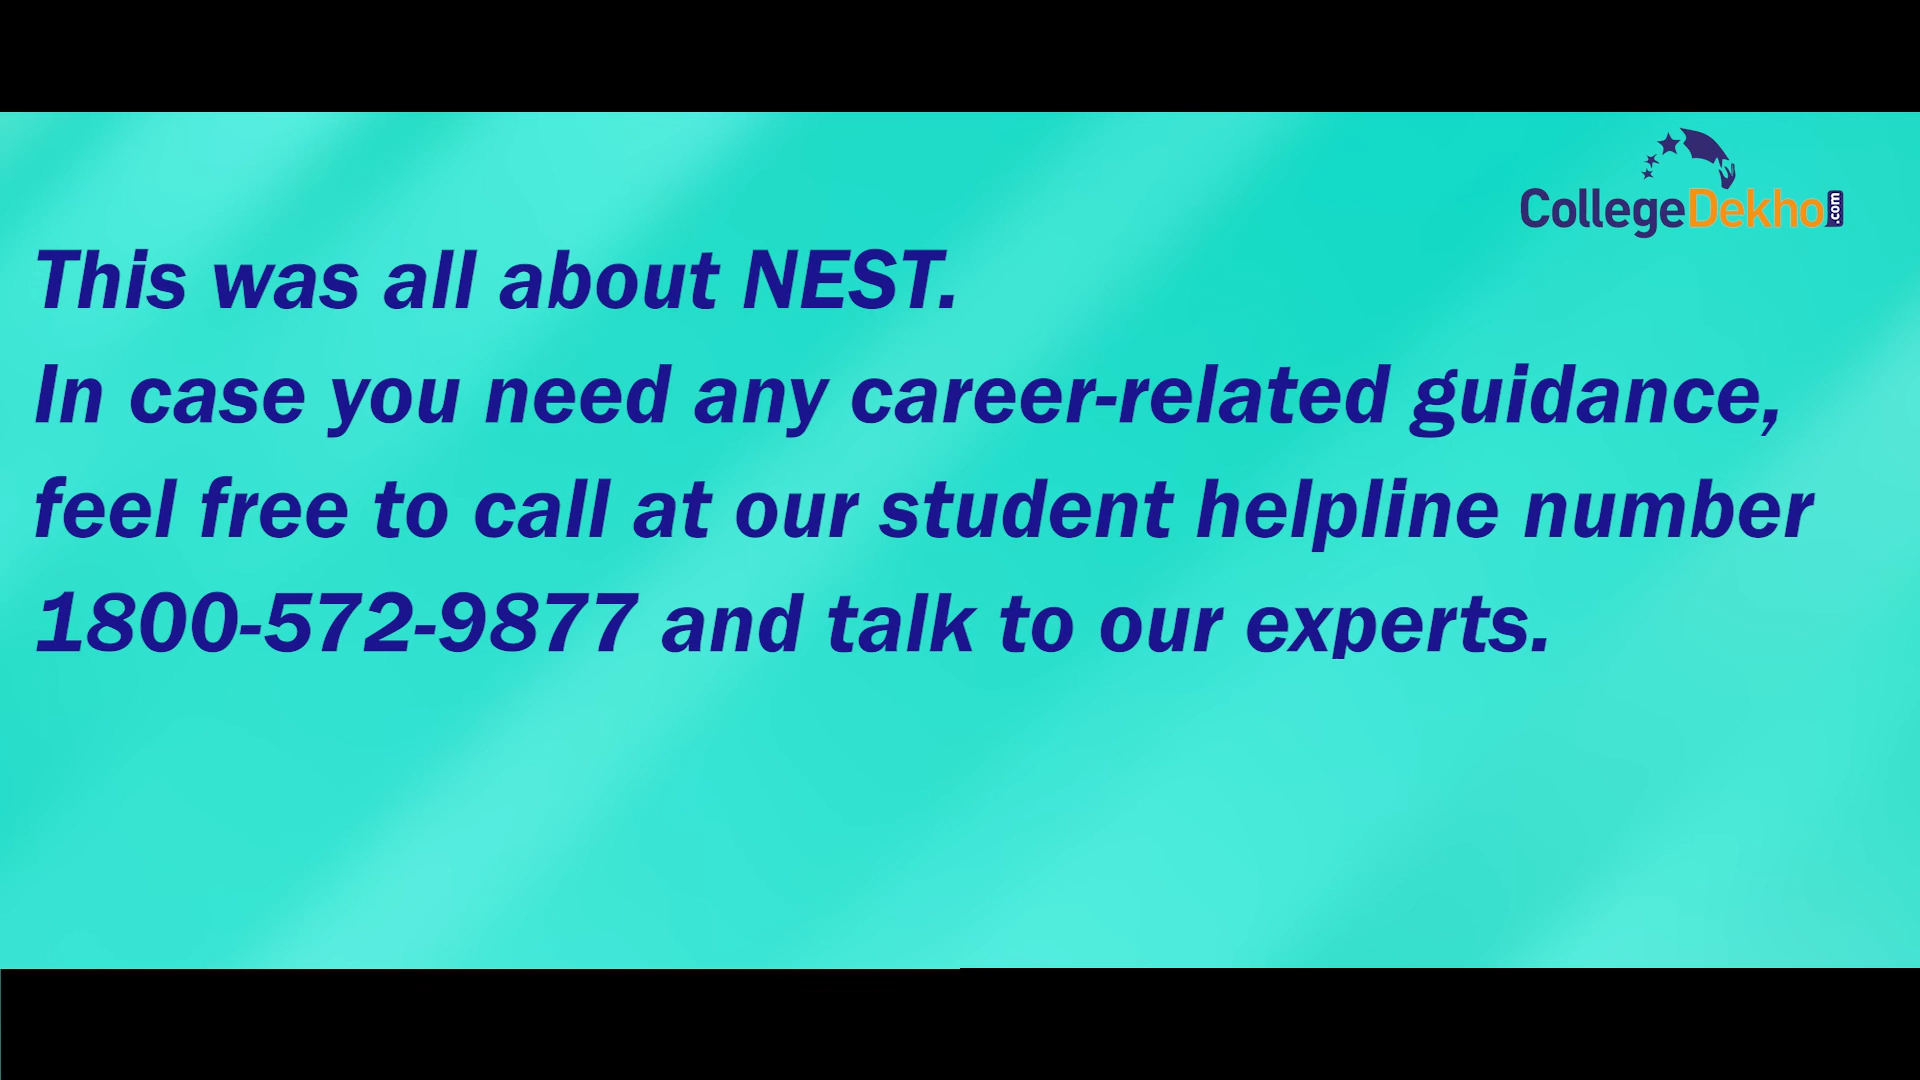 CollegeDekho.com
This was all about NEST.
In case you need any career-related guidance,
feel free to call at our student helpline number
1800-572-9877 and talk to our experts.